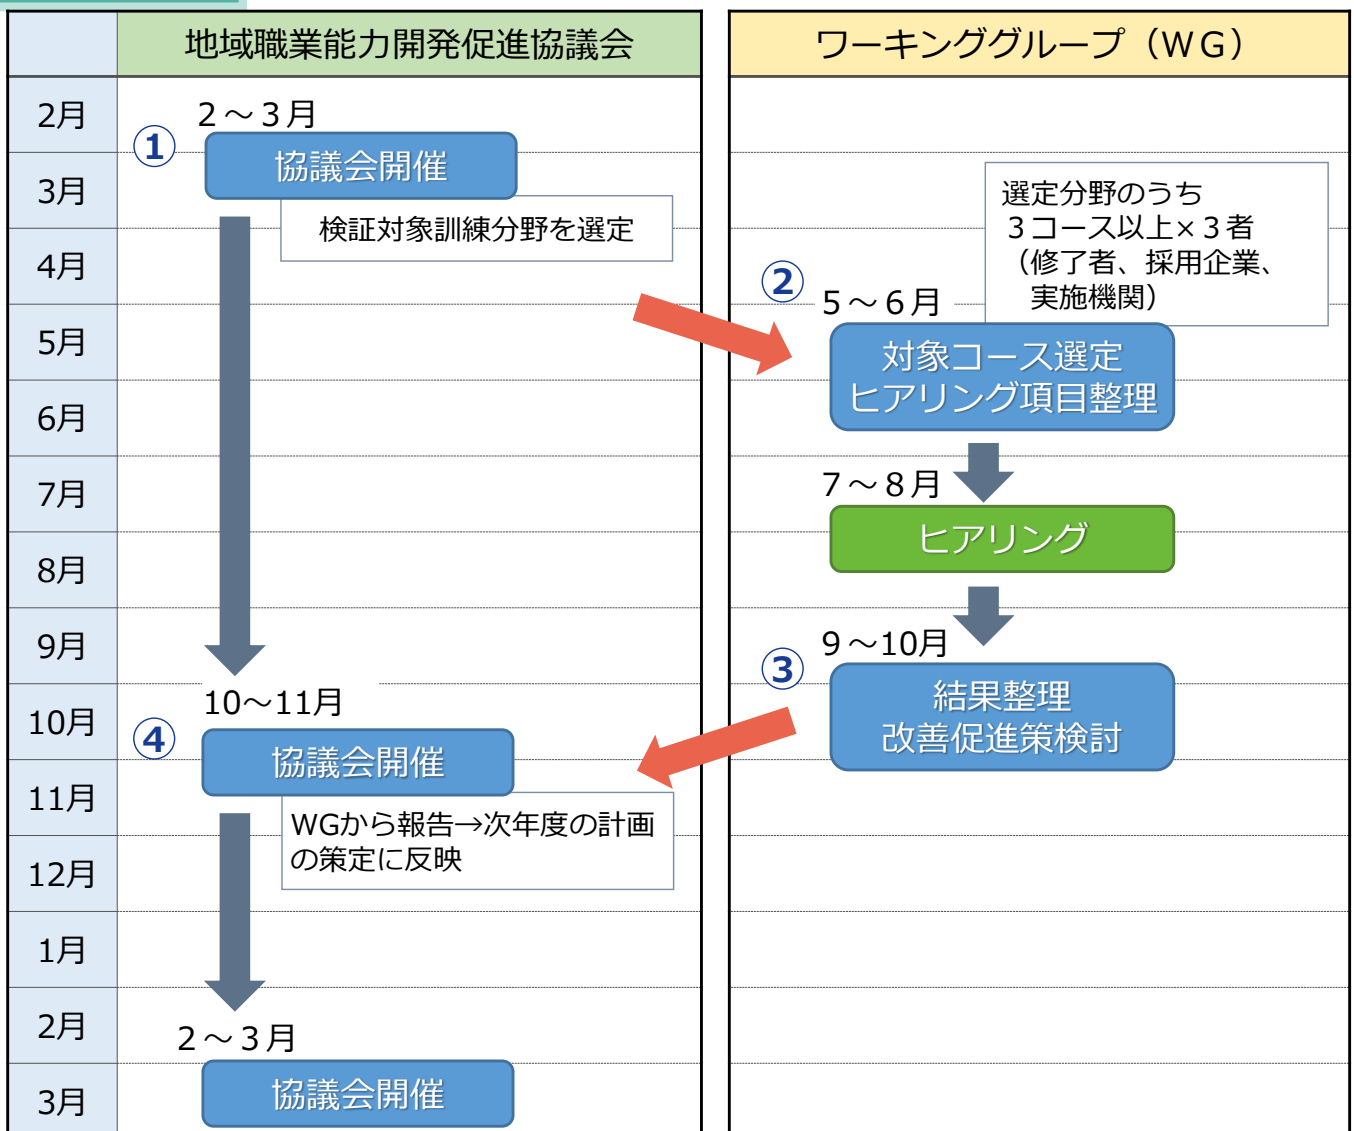 地域職業能力開発促進協議会
ワーキンググループ（ＷＧ）
2月
3月
4月
5月
6月
7月
8月
9月
10月
11月
12月
1月
2月
3月
①
２～３月
協議会開催
検証対象訓練分野を選定
②
５～６月
選定分野のうち
３コース以上×３者
（修了者、採用企業、
実施機関）
対象コース選定
ヒアリング項目整理
７～８月
ヒアリング
③
９～10月
結果整理
改善促進策検討
④
10～11月
協議会開催
WGから報告→次年度の計画
の策定に反映
２～３月
協議会開催